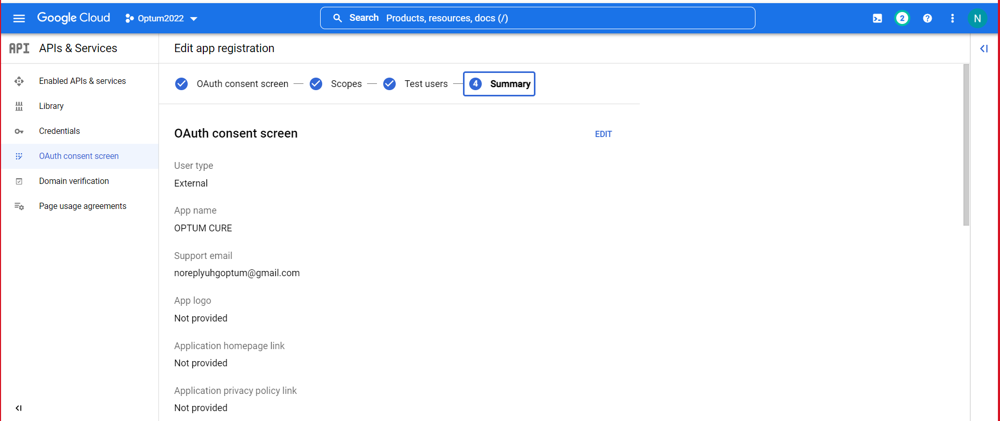 Google Cloud
Optum2022
Search Products, resources, docs (/)
2
?
N
API APIs & Services
Edit app registration
Enabled APIs & services
Library
Credentials
OAuth consent screen
Domain verification
Page usage agreements
OAuth consent screen
Scopes
Test users
4 Summary
OAuth consent screen
EDIT
User type
External
App name
OPTUM CURE
Support email
noreplyuhgoptum@gmail.com
App logo
Not provided
Application homepage link
Not provided
Application privacy policy link
Not provided